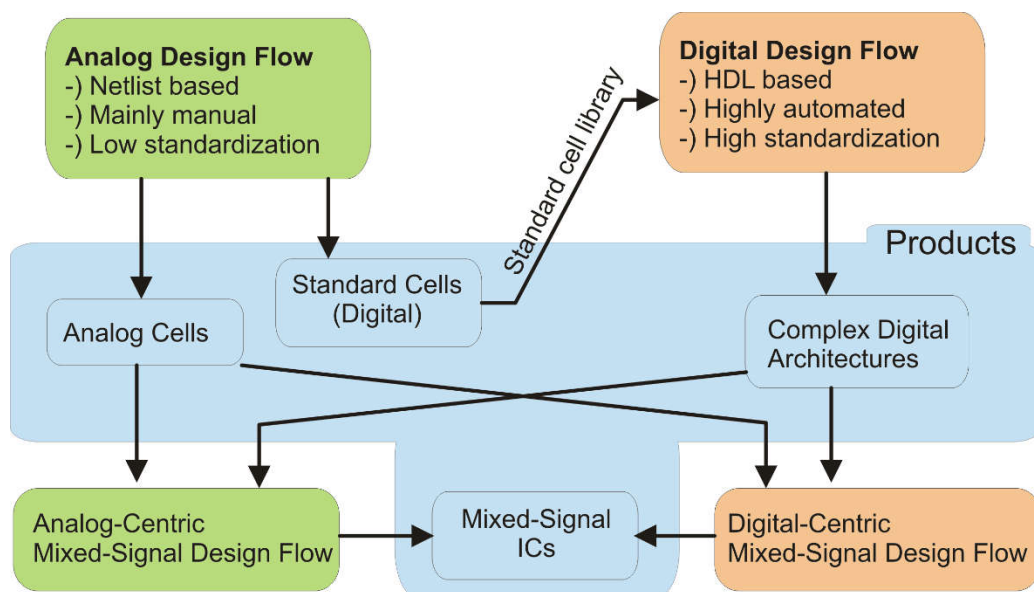 Analog Design Flow
-) Netlist based
-) Mainly manual
-) Low standardization
Standard cell library
Digital Design Flow
-) HDL based
-) Highly automated
-) High standardization
Products
Standard Cells
(Digital)
Analog Cells
Complex Digital
Architectures
Analog-Centric
Mixed-Signal Design Flow
Mixed-Signal
ICs
Digital-Centric
Mixed-Signal Design Flow